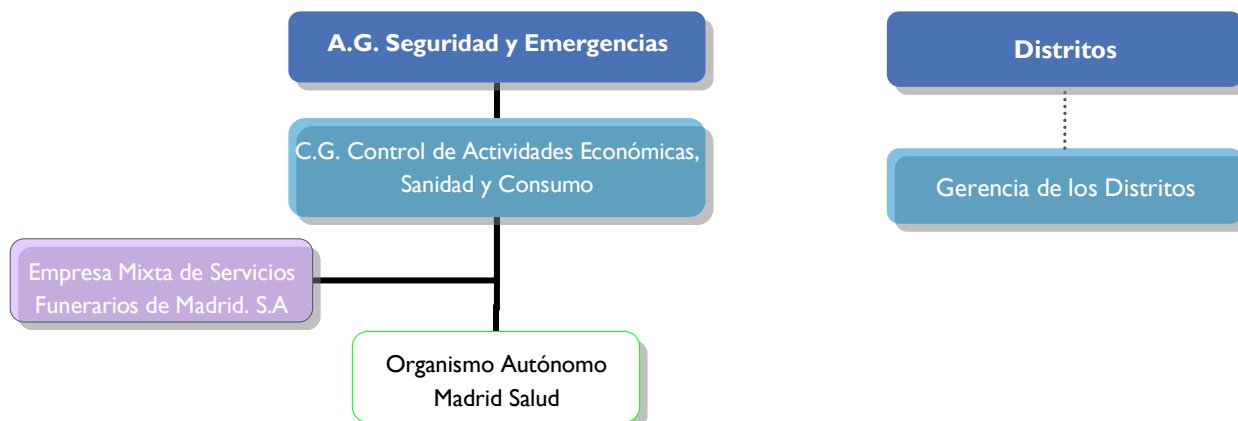 A.G. Seguridad y Emergencias
C.G. Control de Actividades Económicas,
Sanidad y Consumo
Empresa Mixta de Servicios
Funerarios de Madrid. S.A
Organismo Autónomo
Madrid Salud
Distritos
Gerencia de los Distritos